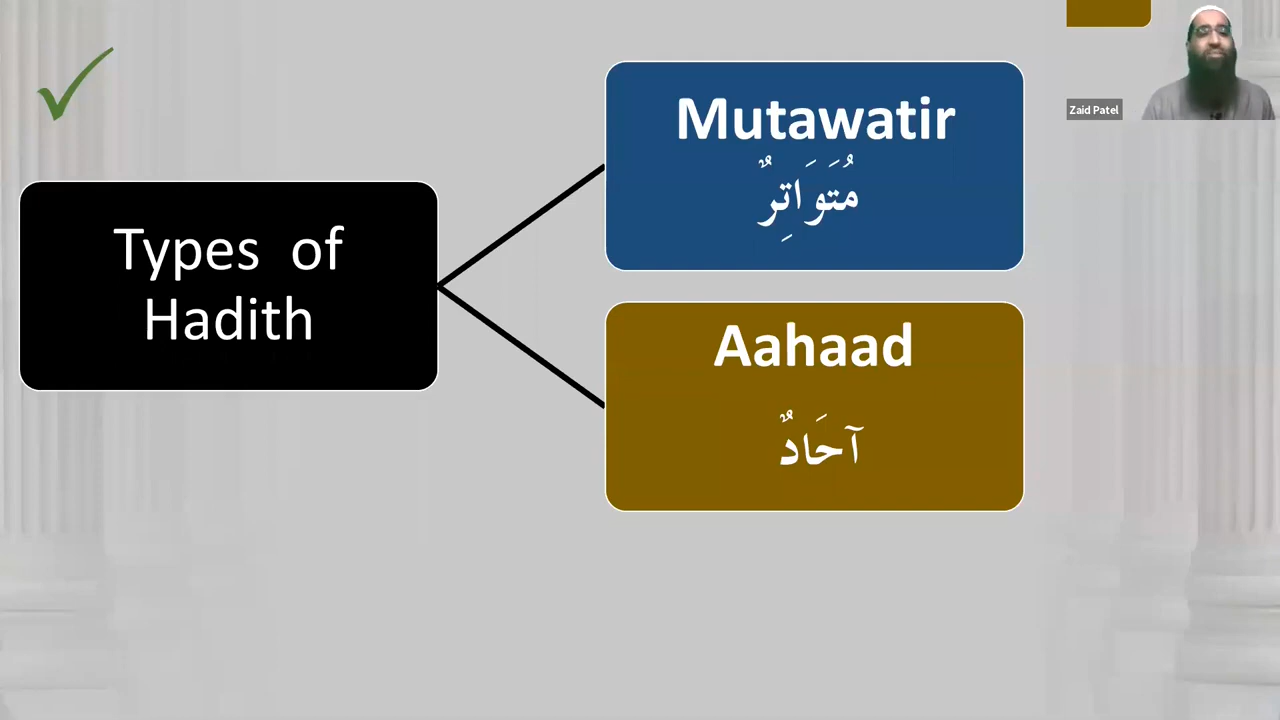 Types of
Hadith
Mutawatir
مُتَوَاتِرٌ
Aahaad
آحَادٌ
Zaid Patel